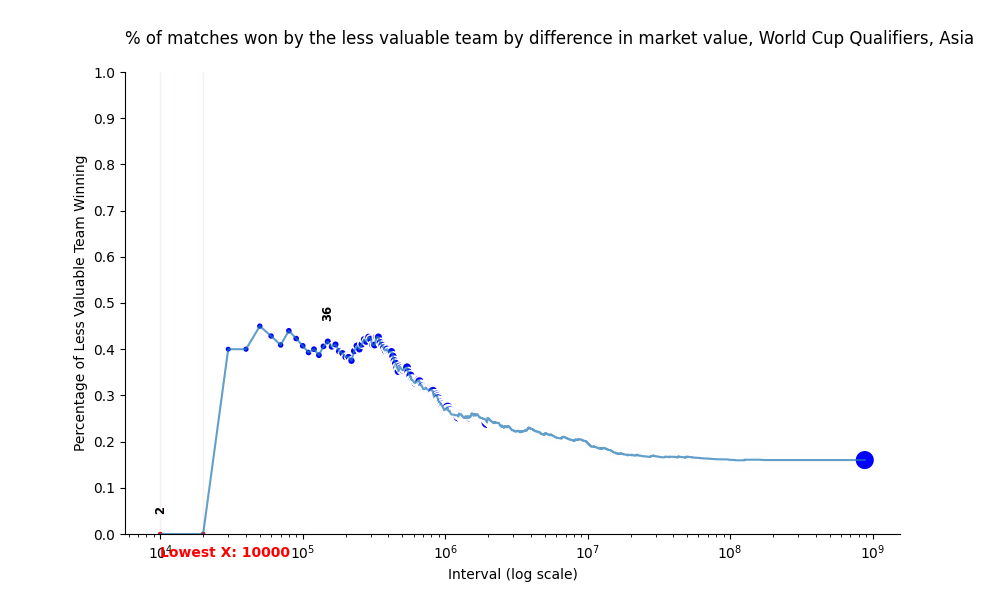 % of matches won by the less valuable team by difference in market value, World Cup Qualifiers, Asia
Percentage of Less Valuable Team Winning
1.0
0.9
0.8
0.7
0.6
0.5
0.4
0.3
0.2
0.1
0.0
36
2
10⁴ 10⁵ 10⁶ 10⁷ 10⁸ 10⁹
Lowest X: 10000
Interval (log scale)